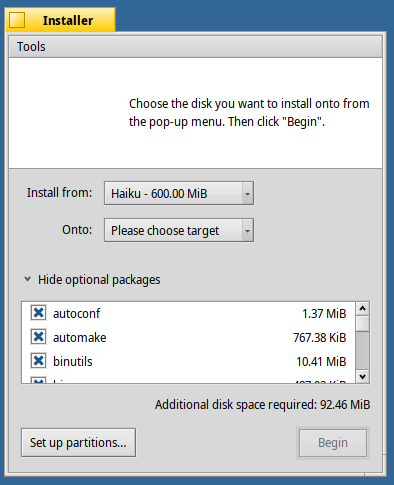 Installer
Tools
Choose the disk you want to install onto from
the pop-up menu. Then click "Begin".
Install from: Haiku - 600.00 MiB
Onto: Please choose target
Hide optional packages
autoconf 1.37 MiB
automake 767.38 KiB
binutils 10.41 MiB
Additional disk space required: 92.46 MiB
Set up partitions... Begin